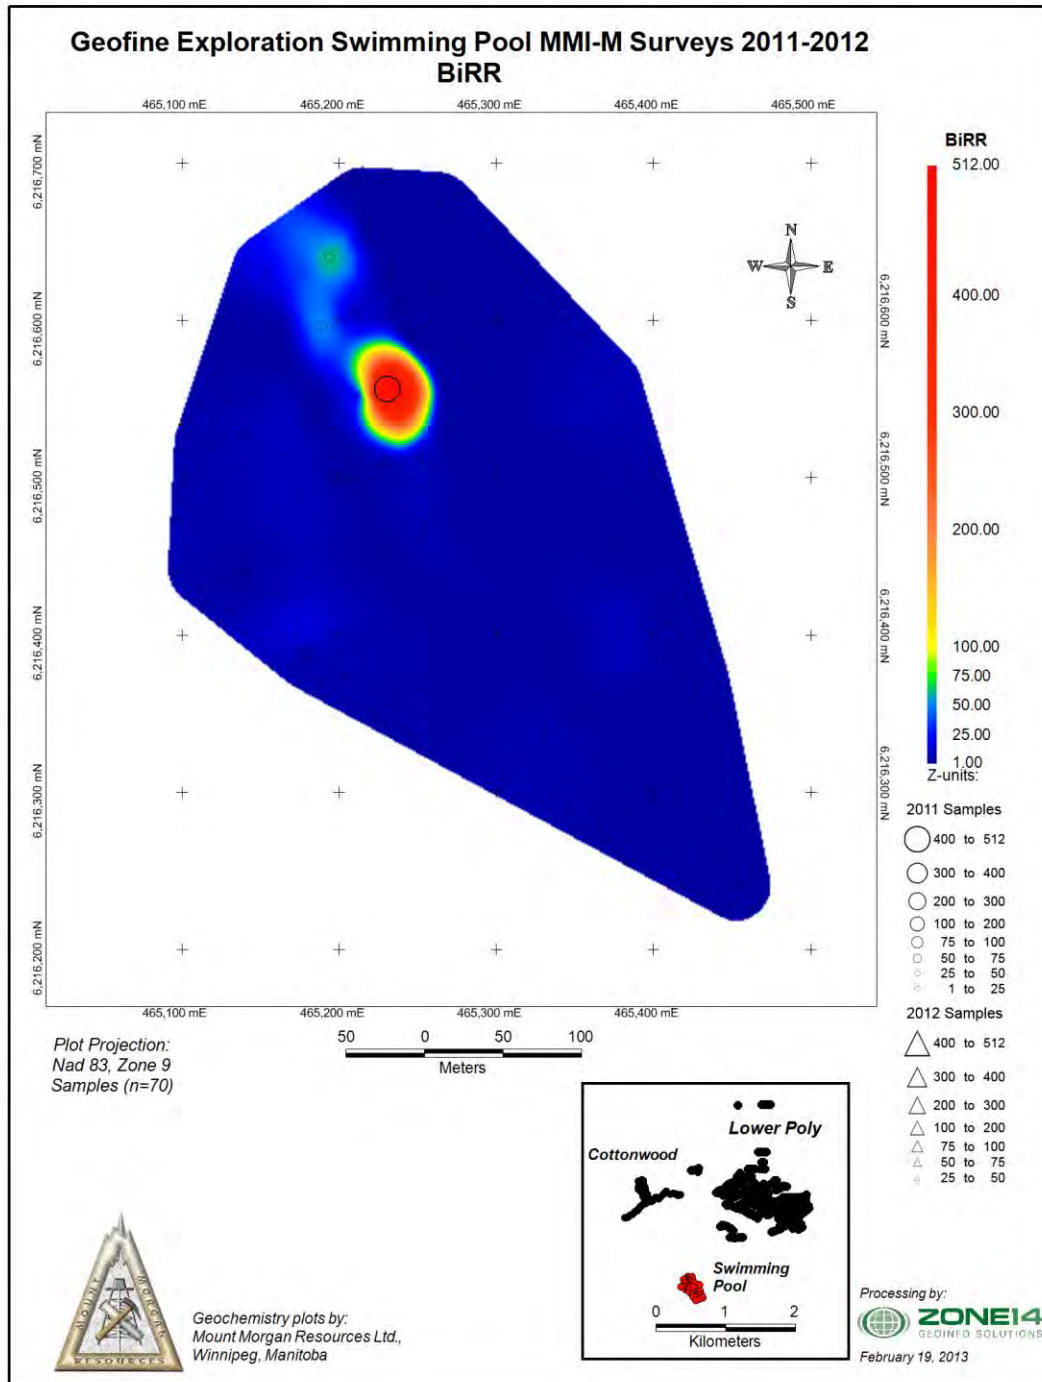 Geofine Exploration Swimming Pool MMI-M Surveys 2011-2012
BiRR
465,100 mE 465,200 mE 465,300 mE 465,400 mE 465,500 mE
6,216,700 mN
6,216,600 mN
6,216,500 mN
6,216,400 mN
6,216,300 mN
6,216,200 mN
N
W E
S
6,216,600 mN
6,216,500 mN
6,216,400 mN
6,216,300 mN
465,100 mE 465,200 mE 465,300 mE 465,400 mE
BiRR
512.00
400.00
300.00
200.00
100.00
75.00
50.00
25.00
1.00
Z-units:
2011 Samples
400 to 512
300 to 400
200 to 300
100 to 200
75 to 100
50 to 75
25 to 50
1 to 25
2012 Samples
400 to 512
300 to 400
200 to 300
100 to 200
75 to 100
50 to 75
25 to 50
Plot Projection:
Nad 83, Zone 9
Samples (n=70)
50 0 50 100
Meters
Lower Poly
Cottonwood
Swimming
Pool
0 1 2
Kilometers
MOUNT MORGAN
RESOURCES
Geochemistry plots by:
Mount Morgan Resources Ltd.,
Winnipeg, Manitoba
Processing by:
ZONE14
GEOINFO SOLUTIONS
February 19, 2013